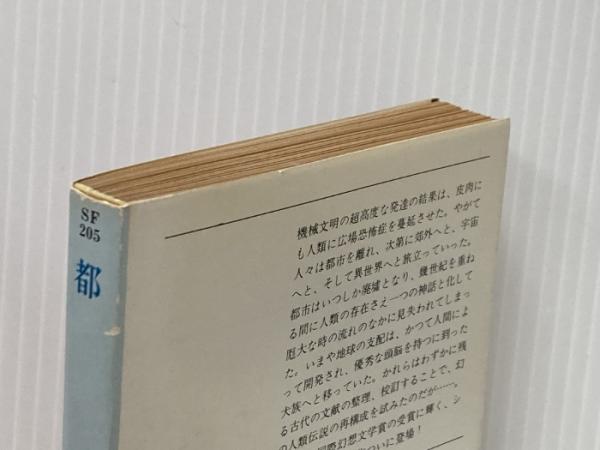 SF
205
都
機械文明の超高度な発達の結果は、皮肉に
も人類に広場恐怖症を蔓延させた。やがて
人々は都市を離れ、次第に郊外へと、宇宙
へと、そして異世界へと旅立っていった。
都市はいつしか廃墟となり、幾世紀を重ね
る間に人類の存在さえ一つの神話と化して
厖大な時の流れのなかに見失われてしまっ
た。いまや地球の支配は、かつて人間によ
って開発され、優秀な頭脳を持つに到った
犬族へと移っていた。かれらはわずかに残
る古代の文献の整理、校訂することで、幻
の人類伝説の再構成を試みたのだが……。
国際幻想文学賞の受賞に輝く、シ
ついに登場！